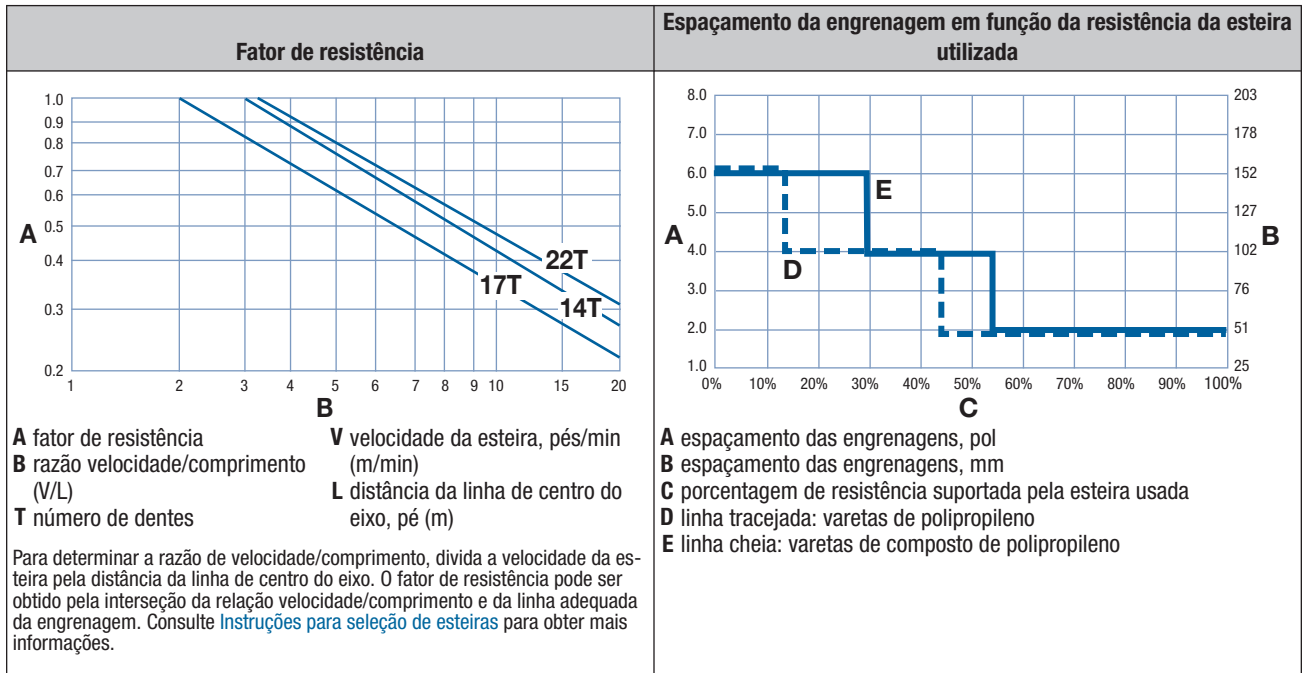 Fator de resistência
1.0
0.9
0.8
0.7
0.6
0.5
0.4
0.3
0.2
A
22T
17T
14T
1 2 3 4 5 6 7 8 9 10 15 20
B
A fator de resistência
B razão velocidade/comprimento
(V/L)
T número de dentes
V velocidade da esteira, pés/min
(m/min)
L distância da linha de centro do
eixo, pé (m)
Para determinar a razão de velocidade/comprimento, divida a velocidade da es-
teira pela distância da linha de centro do eixo. O fator de resistência pode ser
obtido pela interseção da relação velocidade/comprimento e da linha adequada
da engrenagem. Consulte Instruções para seleção de esteiras para obter mais
informações.
Espaçamento da engrenagem em função da resistência da esteira
utilizada
8.0
7.0
6.0
5.0
4.0
3.0
2.0
1.0
A
E
D
203
178
152
127
102
76
51
25
B
0% 10% 20% 30% 40% 50% 60% 70% 80% 90% 100%
C
A espaçamento das engrenagens, pol
B espaçamento das engrenagens, mm
C porcentagem de resistência suportada pela esteira usada
D linha tracejada: varetas de polipropileno
E linha cheia: varetas de composto de polipropileno